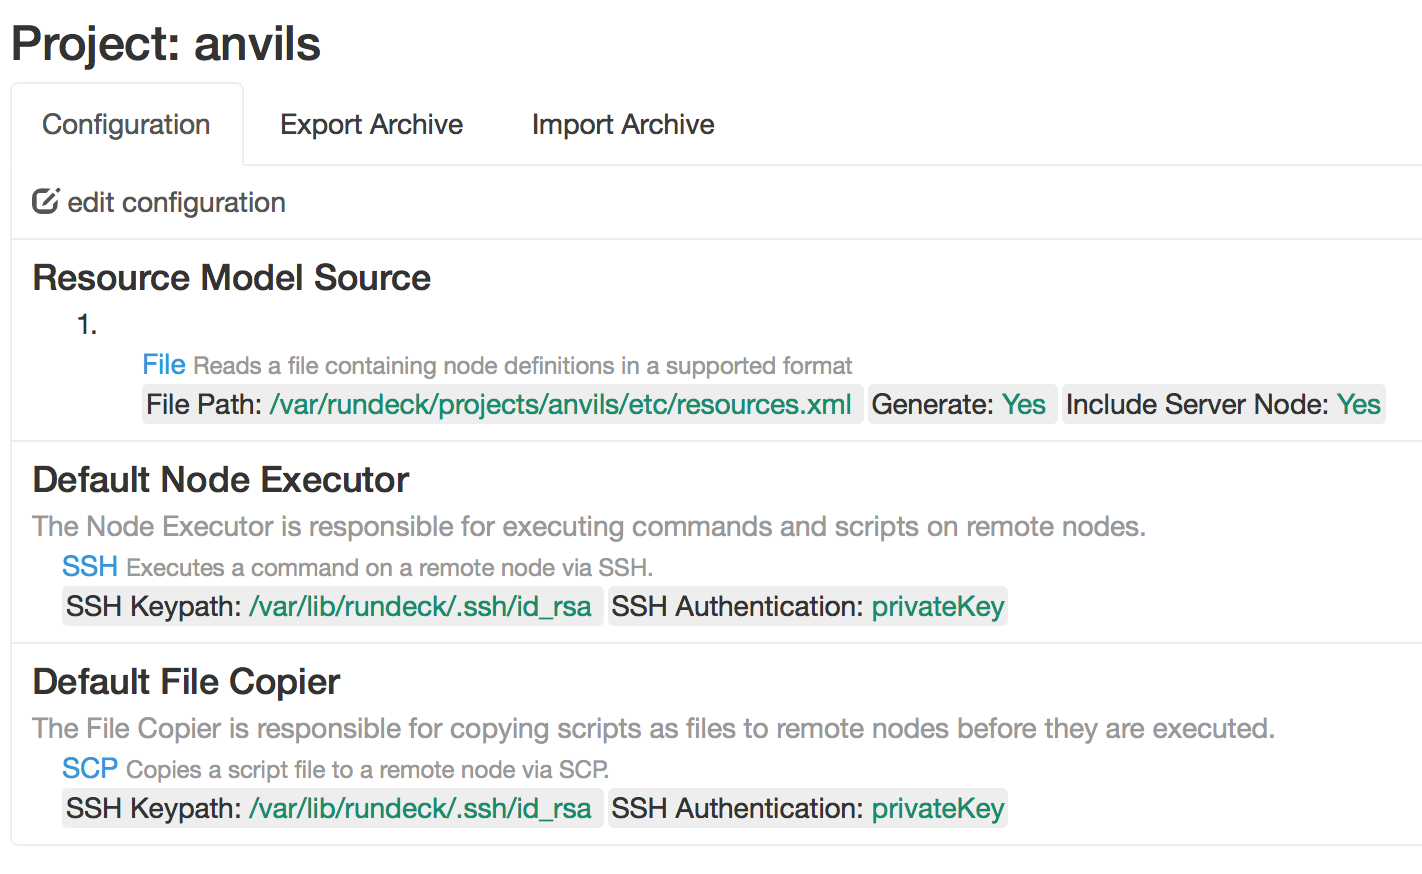 Project: anvils
Configuration Export Archive Import Archive
edit configuration
Resource Model Source
1.
File Reads a file containing node definitions in a supported format
File Path: /var/rundeck/projects/anvils/etc/resources.xml Generate: Yes Include Server Node: Yes
Default Node Executor
The Node Executor is responsible for executing commands and scripts on remote nodes.
SSH Executes a command on a remote node via SSH.
SSH Keypath: /var/lib/rundeck/.ssh/id_rsa SSH Authentication: privateKey
Default File Copier
The File Copier is responsible for copying scripts as files to remote nodes before they are executed.
SCP Copies a script file to a remote node via SCP.
SSH Keypath: /var/lib/rundeck/.ssh/id_rsa SSH Authentication: privateKey